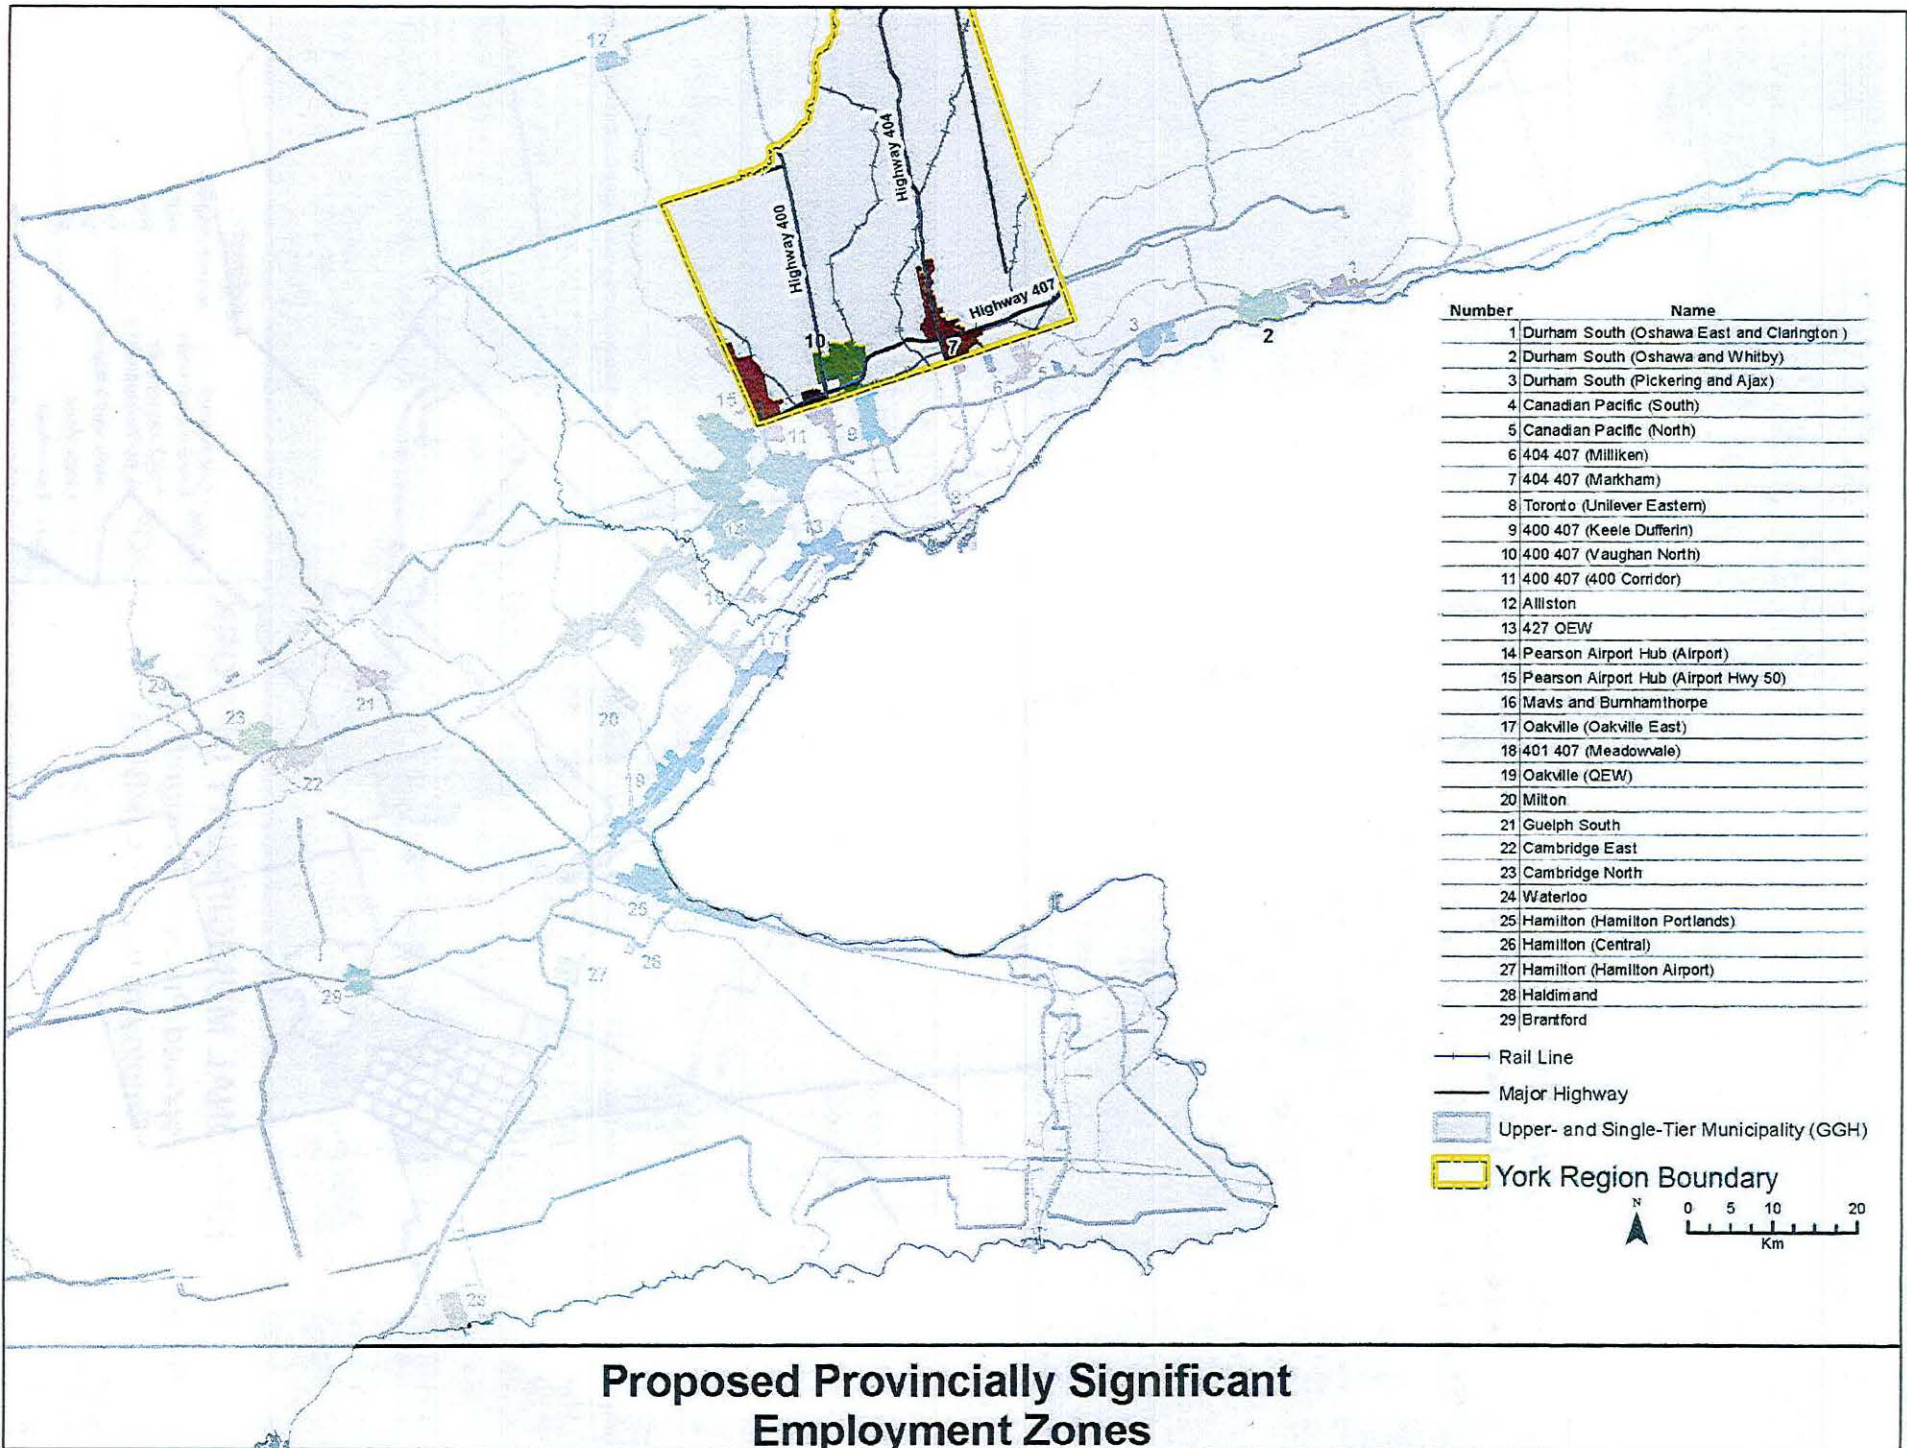 12
Highway 404
Highway 400
Highway 407
10
7
1
2
3
5
6
15
11
9
8
14
13
16
17
20
19
21
24
23
22
25
26
27
29
28
Number Name
1 Durham South (Oshawa East and Clarington )
2 Durham South (Oshawa and Whitby)
3 Durham South (Pickering and Ajax)
4 Canadian Pacific (South)
5 Canadian Pacific (North)
6 404 407 (Milliken)
7 404 407 (Markham)
8 Toronto (Unilever Eastern)
9 400 407 (Keele Dufferin)
10 400 407 (Vaughan North)
11 400 407 (400 Corridor)
12 Alliston
13 427 QEW
14 Pearson Airport Hub (Airport)
15 Pearson Airport Hub (Airport Hwy 50)
16 Mavis and Burnhamthorpe
17 Oakville (Oakville East)
18 401 407 (Meadowvale)
19 Oakville (QEW)
20 Milton
21 Guelph South
22 Cambridge East
23 Cambridge North
24 Waterloo
25 Hamilton (Hamilton Portlands)
26 Hamilton (Central)
27 Hamilton (Hamilton Airport)
28 Haldimand
29 Brantford
Rail Line
Major Highway
Upper- and Single-Tier Municipality (GGH)
York Region Boundary
N
0 5 10 20
Km
Proposed Provincially Significant
Employment Zones